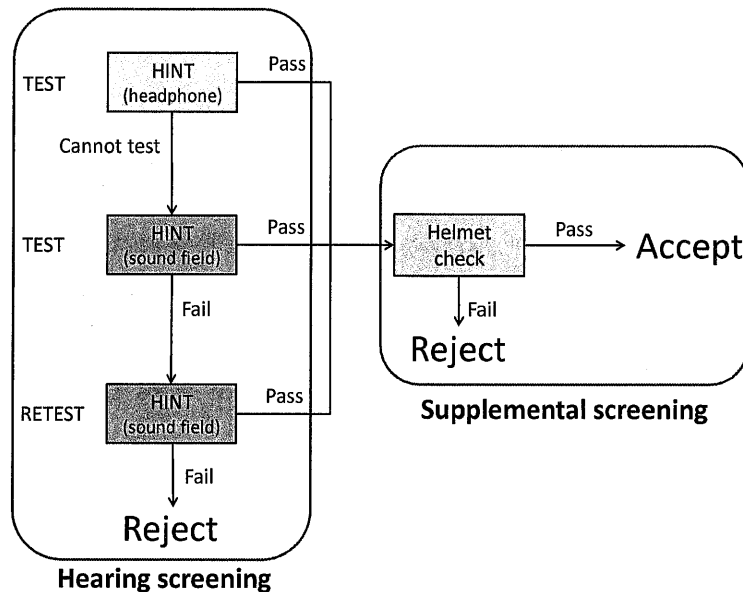 TEST
HINT
(headphone)
Pass
Cannot test
TEST
HINT
(sound field)
Pass
Fail
RETEST
HINT
(sound field)
Pass
Fail
Reject
Hearing screening
Helmet
check
Pass
Accept
Fail
Reject
Supplemental screening